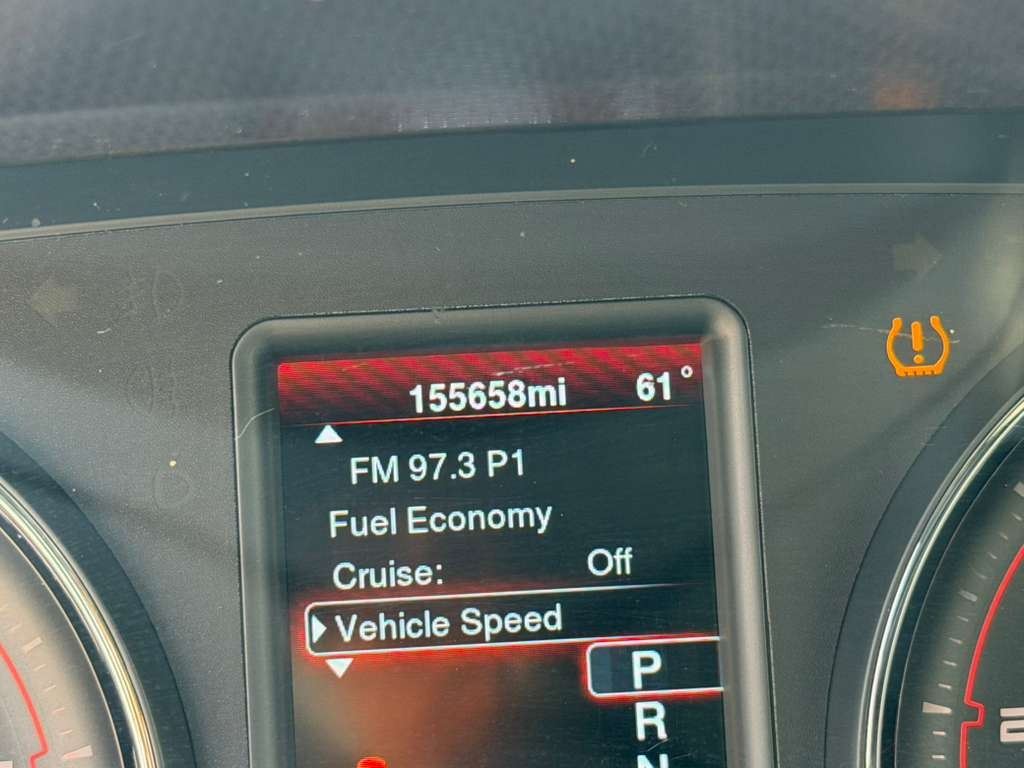 155658mi 61°
FM 97.3 P1
Fuel Economy
Cruise: Off
Vehicle Speed
P
R
N